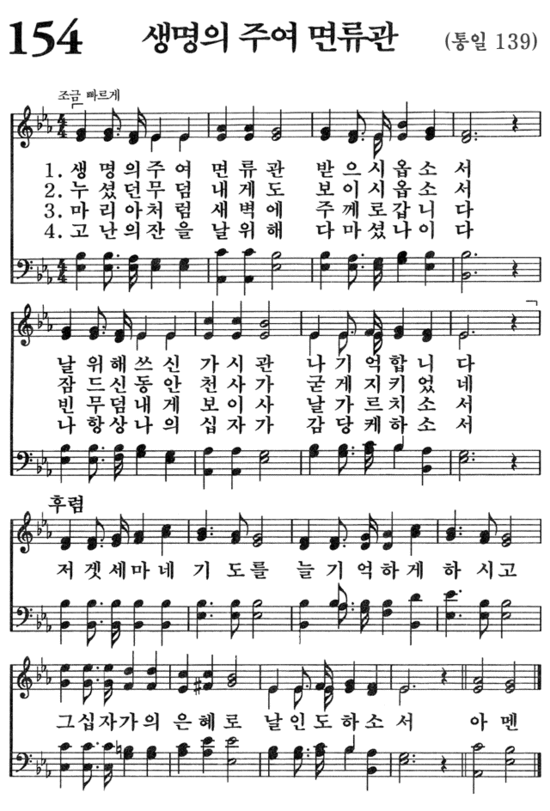 154 생명의 주여 면류관 (통일 139)
조금 빠르게
1. 생 명 의 주 여 면 류 관 받 으 시 옵 소 서
2. 누 셨 던 무 덤 내 게 도 보 이 시 옵 소 서
3. 마 리 아 처 럼 새 벽 에 주 께 로 갑 니 다
4. 고 난 의 잔 을 날 위 해 다 마 셨 나 이 다
날 위 해 쓰 신 가 시 관 나 기 억 합 니 다
잠 드 신 동 안 천 사 가 굳 게 지 키 었 네
빈 무 덤 내 게 보 이 사 날 가 르 치 소 서
나 항 상 나 의 십 자 가 감 당 케 하 소 서
후렴
저 겟 세 마 네 기 도 를 늘 기 억 하 게 하 시 고
그 십 자 가 의 은 혜 로 날 인 도 하 소 서 아 멘